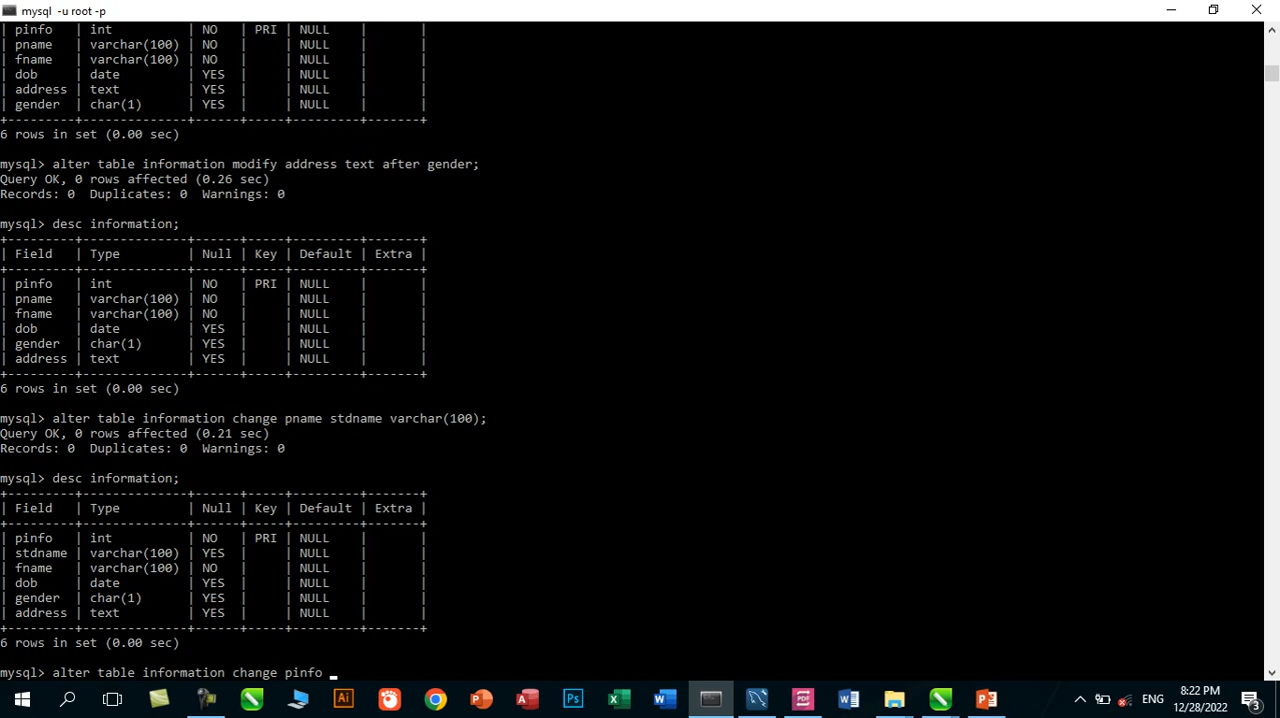 mysql -u root -p
| pinfo   | int          | NO   | PRI | NULL    |       |
| pname   | varchar(100) | NO   |     | NULL    |       |
| fname   | varchar(100) | NO   |     | NULL    |       |
| dob     | date         | YES  |     | NULL    |       |
| address | text         | YES  |     | NULL    |       |
| gender  | char(1)      | YES  |     | NULL    |       |
+---------+--------------+------+-----+---------+-------+
6 rows in set (0.00 sec)
mysql> alter table information modify address text after gender;
Query OK, 0 rows affected (0.26 sec)
Records: 0  Duplicates: 0  Warnings: 0
mysql> desc information;
+---------+--------------+------+-----+---------+-------+
| Field   | Type         | Null | Key | Default | Extra |
+---------+--------------+------+-----+---------+-------+
| pinfo   | int          | NO   | PRI | NULL    |       |
| pname   | varchar(100) | NO   |     | NULL    |       |
| fname   | varchar(100) | NO   |     | NULL    |       |
| dob     | date         | YES  |     | NULL    |       |
| gender  | char(1)      | YES  |     | NULL    |       |
| address | text         | YES  |     | NULL    |       |
+---------+--------------+------+-----+---------+-------+
6 rows in set (0.00 sec)
mysql> alter table information change pname stdname varchar(100);
Query OK, 0 rows affected (0.21 sec)
Records: 0  Duplicates: 0  Warnings: 0
mysql> desc information;
+---------+--------------+------+-----+---------+-------+
| Field   | Type         | Null | Key | Default | Extra |
+---------+--------------+------+-----+---------+-------+
| pinfo   | int          | NO   | PRI | NULL    |       |
| stdname | varchar(100) | YES  |     | NULL    |       |
| fname   | varchar(100) | NO   |     | NULL    |       |
| dob     | date         | YES  |     | NULL    |       |
| gender  | char(1)      | YES  |     | NULL    |       |
| address | text         | YES  |     | NULL    |       |
+---------+--------------+------+-----+---------+-------+
6 rows in set (0.00 sec)
mysql> alter table information change pinfo _
ENG
8:22 PM
12/28/2022
3